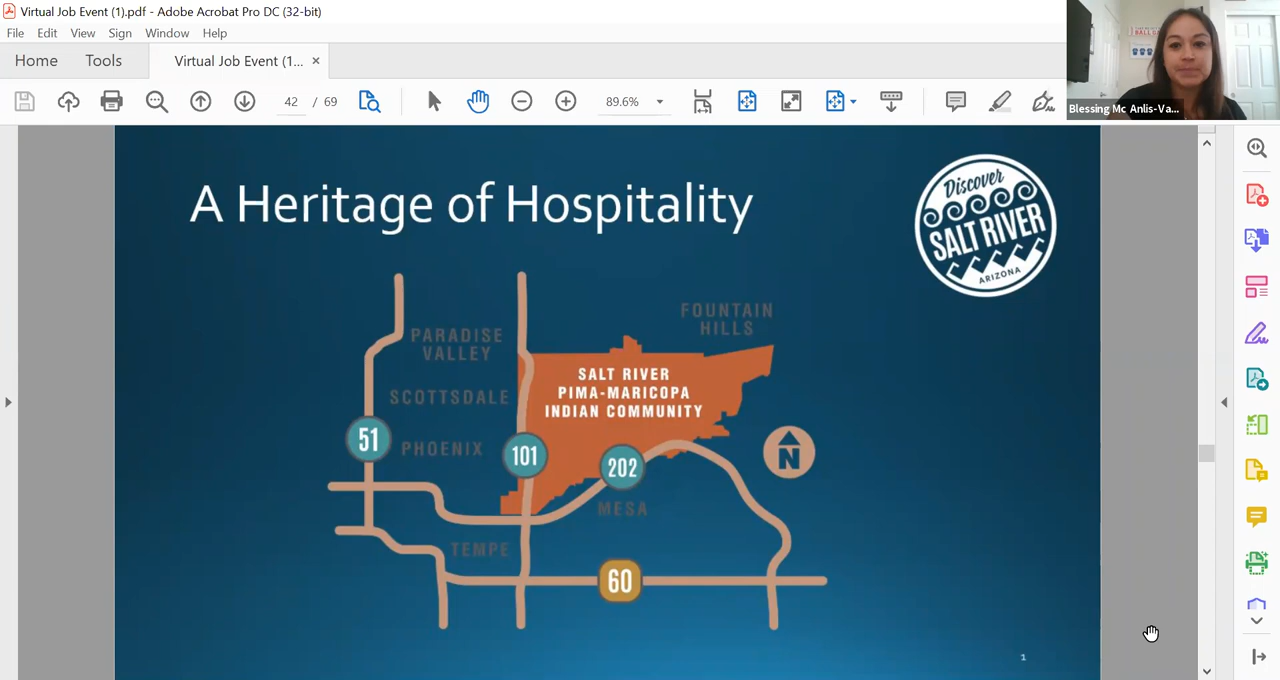 Virtual Job Event (1).pdf - Adobe Acrobat Pro DC (32-bit)
File Edit View Sign Window Help
Home Tools Virtual Job Event (1... ×
42 / 69 89.6%
BALL
Blessing Mc Anlis-Va...
A Heritage of Hospitality
Discover
SALT RIVER
ARIZONA
FOUNTAIN
HILLS
PARADISE
VALLEY
SALT RIVER
PIMA-MARICOPA
INDIAN COMMUNITY
SCOTTSDALE
51
PHOENIX
101
202
N
MESA
TEMPE
60
1